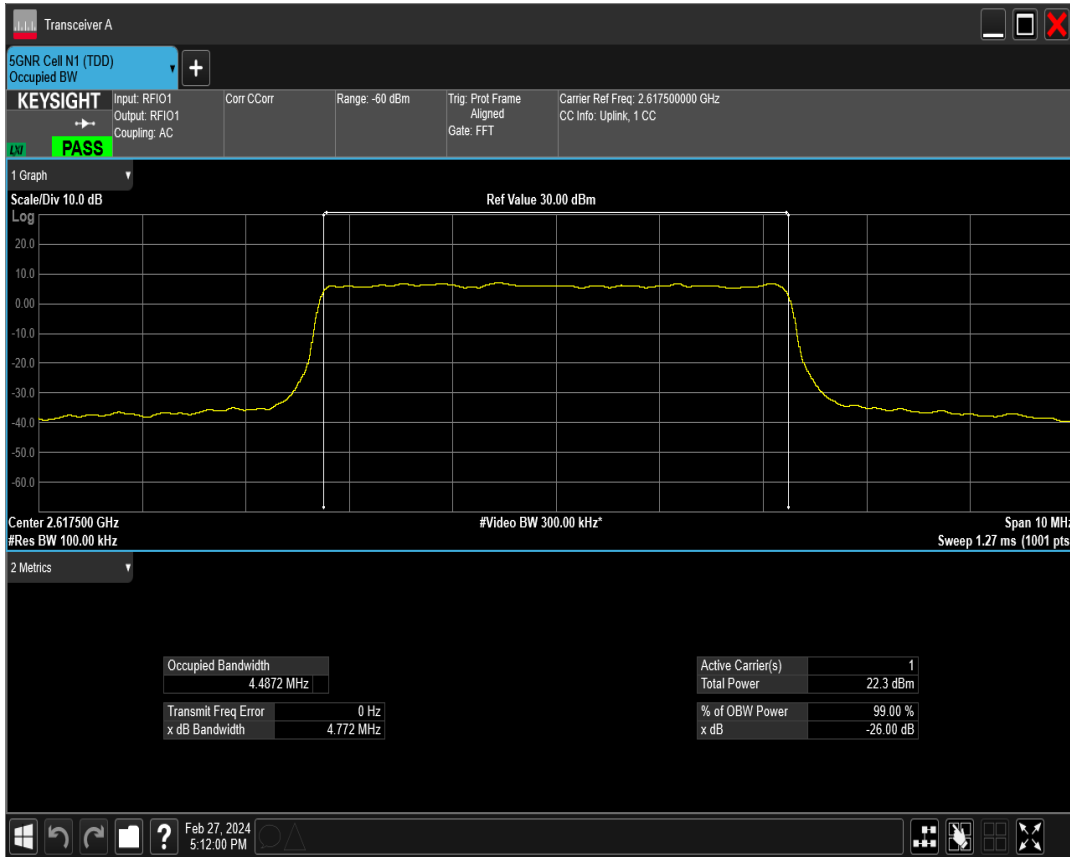 Transceiver A
5GNR Cell N1 (TDD)
Occupied BW
KEYSIGHT
LXI
PASS
Input: RFIO1
Output: RFIO1
Coupling: AC
Corr CCorr
Range: -60 dBm
Trig: Prot Frame
Aligned
Gate: FFT
Carrier Ref Freq: 2.617500000 GHz
CC Info: Uplink, 1 CC
1 Graph
Scale/Div 10.0 dB
Ref Value 30.00 dBm
Log
20.0
10.0
0.00
-10.0
-20.0
-30.0
-40.0
-50.0
-60.0
Center 2.617500 GHz
#Video BW 300.00 kHz*
Span 10 MHz
#Res BW 100.00 kHz
Sweep 1.27 ms (1001 pts
2 Metrics
Occupied Bandwidth
4.4872 MHz
Transmit Freq Error 0 Hz
x dB Bandwidth 4.772 MHz
Active Carrier(s) 1
Total Power 22.3 dBm
% of OBW Power 99.00 %
x dB -26.00 dB
Feb 27, 2024
5:12:00 PM